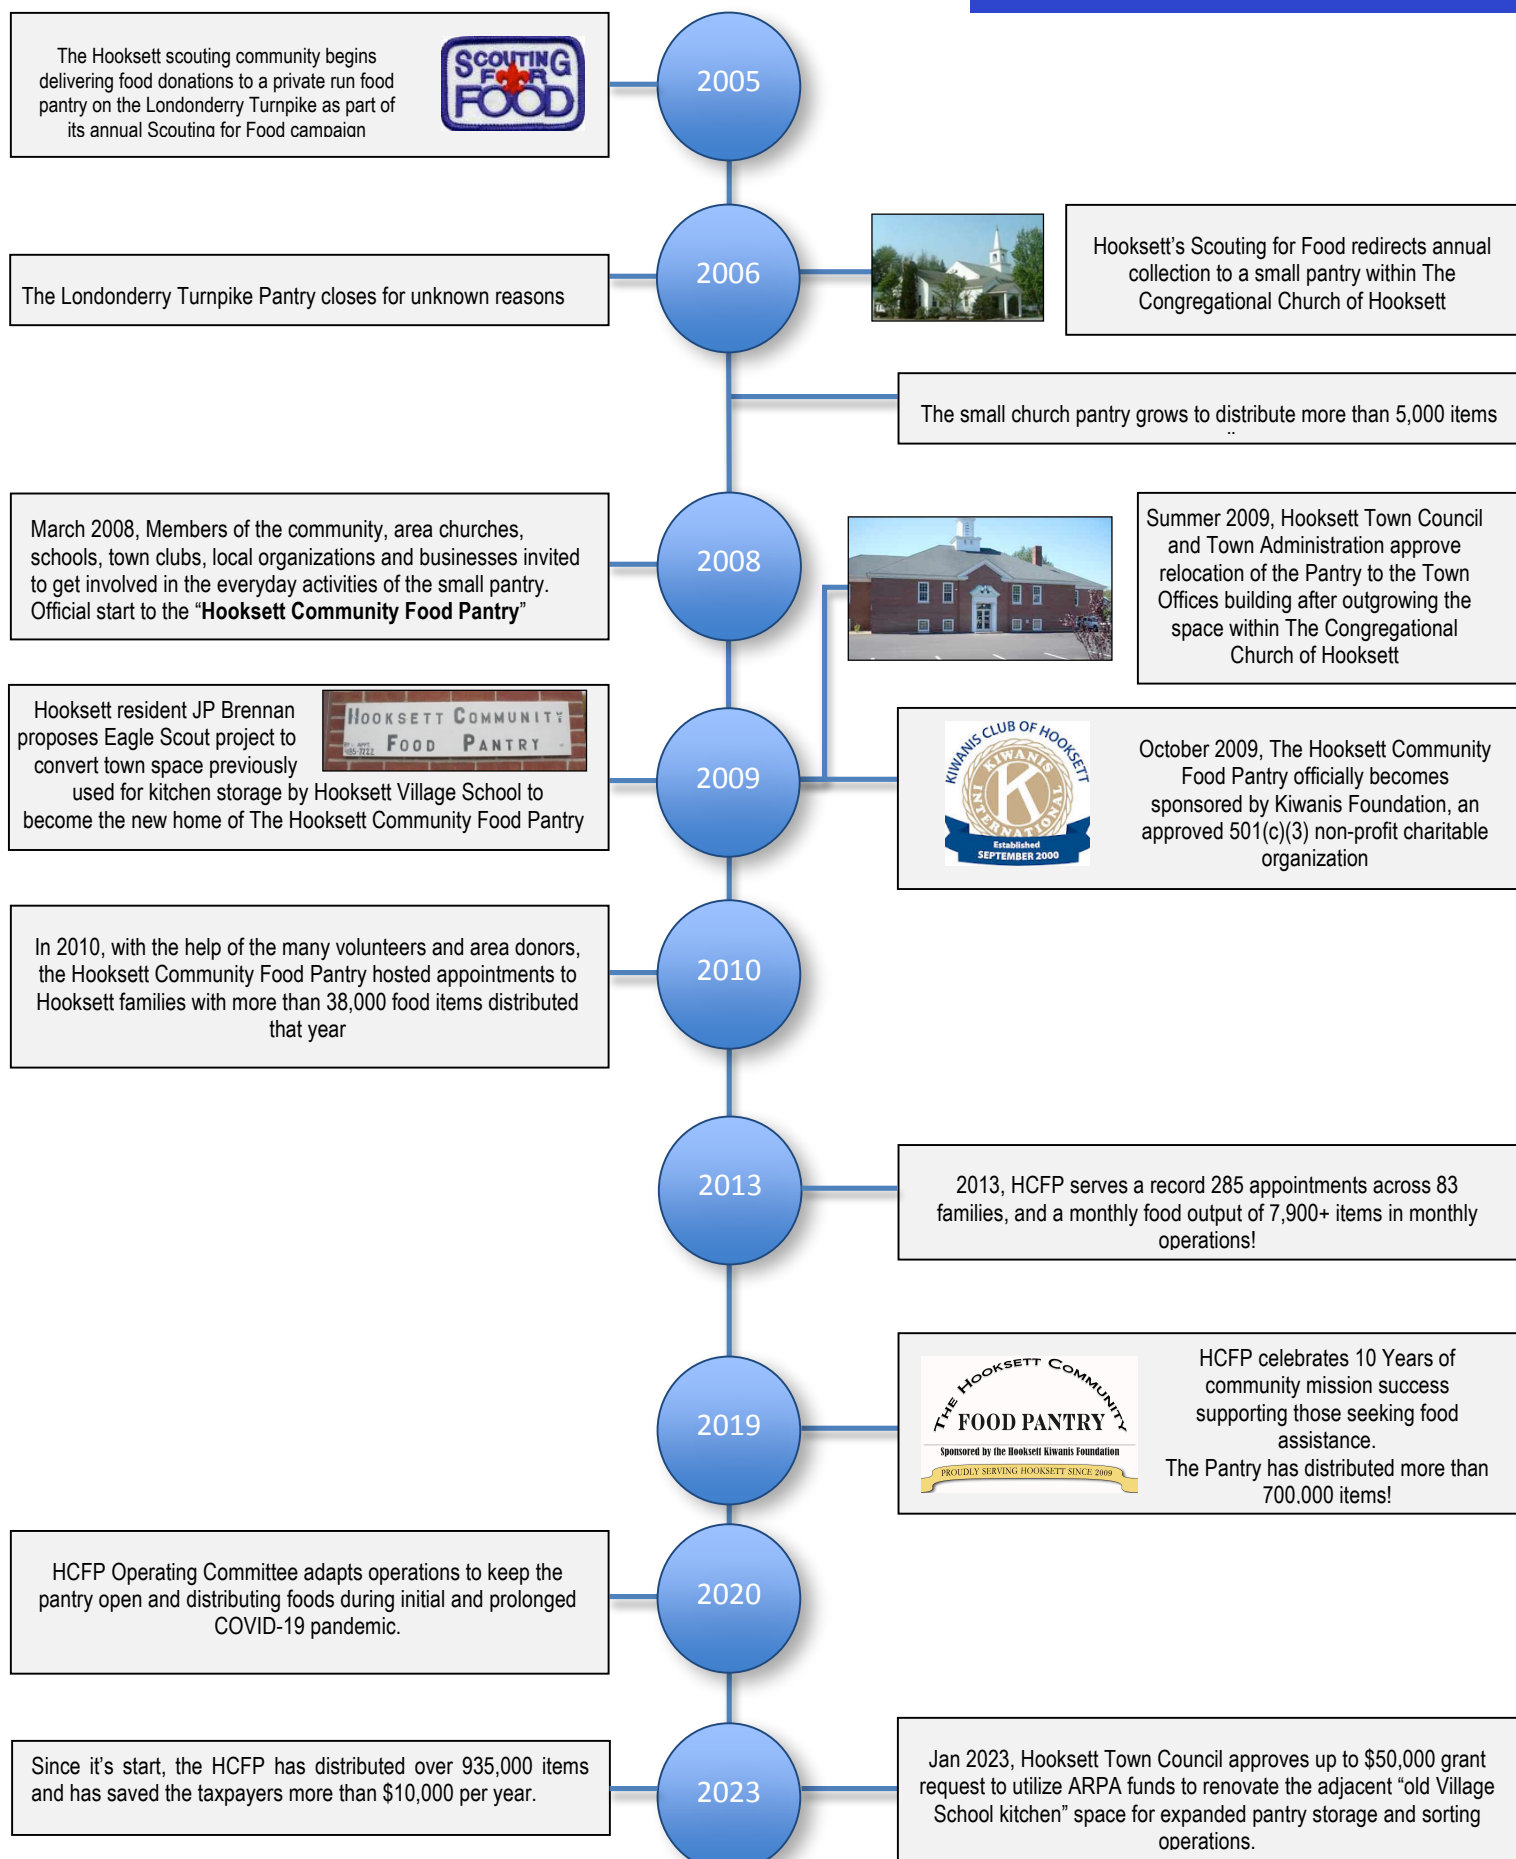 The Hooksett scouting community begins
delivering food donations to a private run food
pantry on the Londonderry Turnpike as part of
its annual Scouting for Food campaign
SCOUTING
FOR
FOOD
2005
The Londonderry Turnpike Pantry closes for unknown reasons
2006
Hooksett’s Scouting for Food redirects annual
collection to a small pantry within The
Congregational Church of Hooksett
The small church pantry grows to distribute more than 5,000 items
March 2008, Members of the community, area churches,
schools, town clubs, local organizations and businesses invited
to get involved in the everyday activities of the small pantry.
Official start to the “Hooksett Community Food Pantry”
2008
Summer 2009, Hooksett Town Council
and Town Administration approve
relocation of the Pantry to the Town
Offices building after outgrowing the
space within The Congregational
Church of Hooksett
Hooksett resident JP Brennan
proposes Eagle Scout project to
convert town space previously
used for kitchen storage by Hooksett Village School to
become the new home of The Hooksett Community Food Pantry
HOOKSETT COMMUNITY
FOOD PANTRY
485-7222
2009
KIWANIS CLUB OF HOOKSETT
KIWANIS
K
INTERNATIONAL
Established
SEPTEMBER 2000
October 2009, The Hooksett Community
Food Pantry officially becomes
sponsored by Kiwanis Foundation, an
approved 501(c)(3) non-profit charitable
organization
In 2010, with the help of the many volunteers and area donors,
the Hooksett Community Food Pantry hosted appointments to
Hooksett families with more than 38,000 food items distributed
that year
2010
2013
2013, HCFP serves a record 285 appointments across 83
families, and a monthly food output of 7,900+ items in monthly
operations!
2019
THE HOOKSETT COMMUNITY
FOOD PANTRY
Sponsored by the Hooksett Kiwanis Foundation
PROUDLY SERVING HOOKSETT SINCE 2009
HCFP celebrates 10 Years of
community mission success
supporting those seeking food
assistance.
The Pantry has distributed more than
700,000 items!
HCFP Operating Committee adapts operations to keep the
pantry open and distributing foods during initial and prolonged
COVID-19 pandemic.
2020
Since it’s start, the HCFP has distributed over 935,000 items
and has saved the taxpayers more than $10,000 per year.
2023
Jan 2023, Hooksett Town Council approves up to $50,000 grant
request to utilize ARPA funds to renovate the adjacent “old Village
School kitchen” space for expanded pantry storage and sorting
operations.